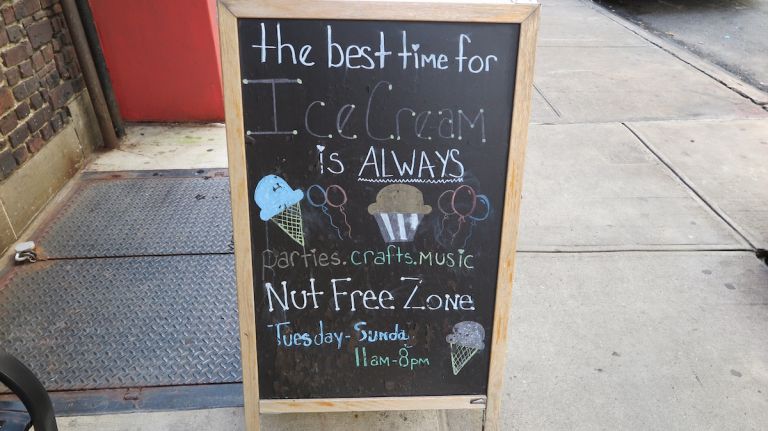 the best time for
Ice Cream
is ALWAYS
parties. crafts. Music
Nut Free Zone
Tuesday - Sunda
11am-8pm